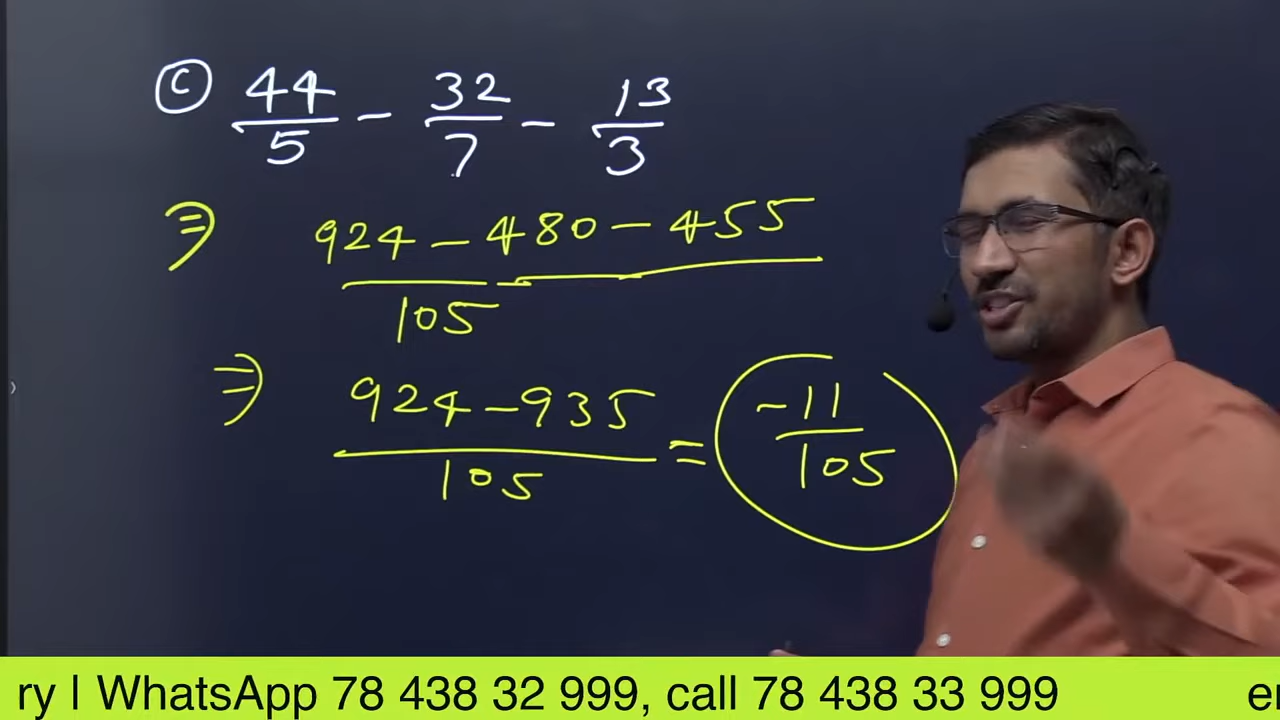 Ⓒ 44/5 - 32/7 - 13/3
⇒ (924 - 480 - 455)/105
⇒ (924 - 935)/105 = -11/105
ry I WhatsApp 78 438 32 999, call 78 438 33 999